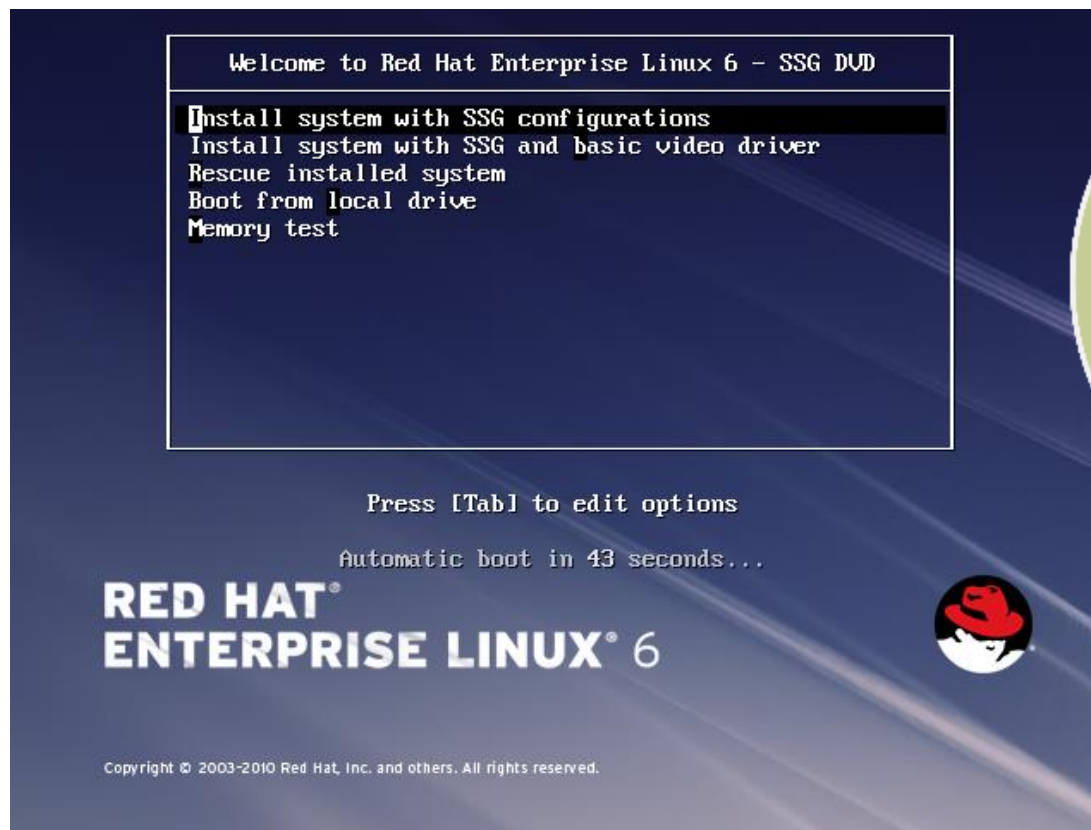 Welcome to Red Hat Enterprise Linux 6 - SSG DVD
Install system with SSG configurations
Install system with SSG and basic video driver
Rescue installed system
Boot from local drive
Memory test
Press [Tab] to edit options
Automatic boot in 43 seconds...
RED HAT®
ENTERPRISE LINUX® 6
Copyright © 2003-2010 Red Hat, Inc. and others. All rights reserved.